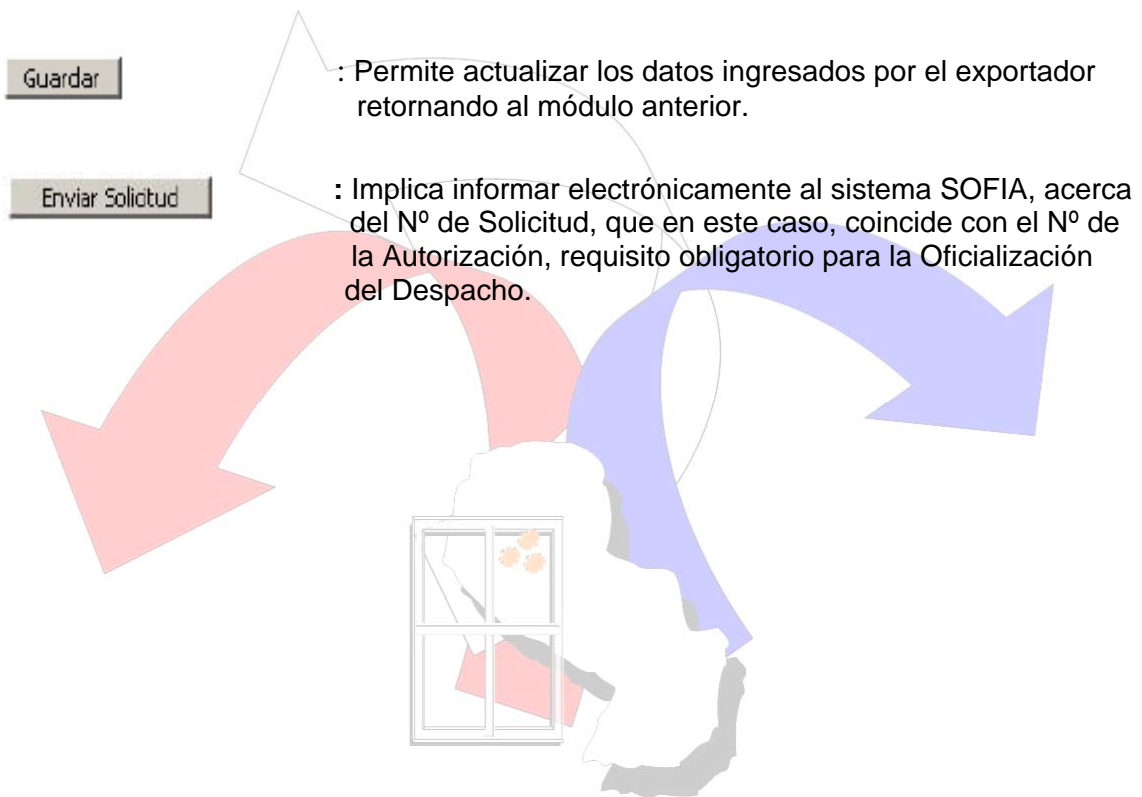 Guardar : Permite actualizar los datos ingresados por el exportador
retornando al módulo anterior.
Enviar Solicitud : Implica informar electrónicamente al sistema SOFIA, acerca
del Nº de Solicitud, que en este caso, coincide con el Nº de
la Autorización, requisito obligatorio para la Oficialización
del Despacho.